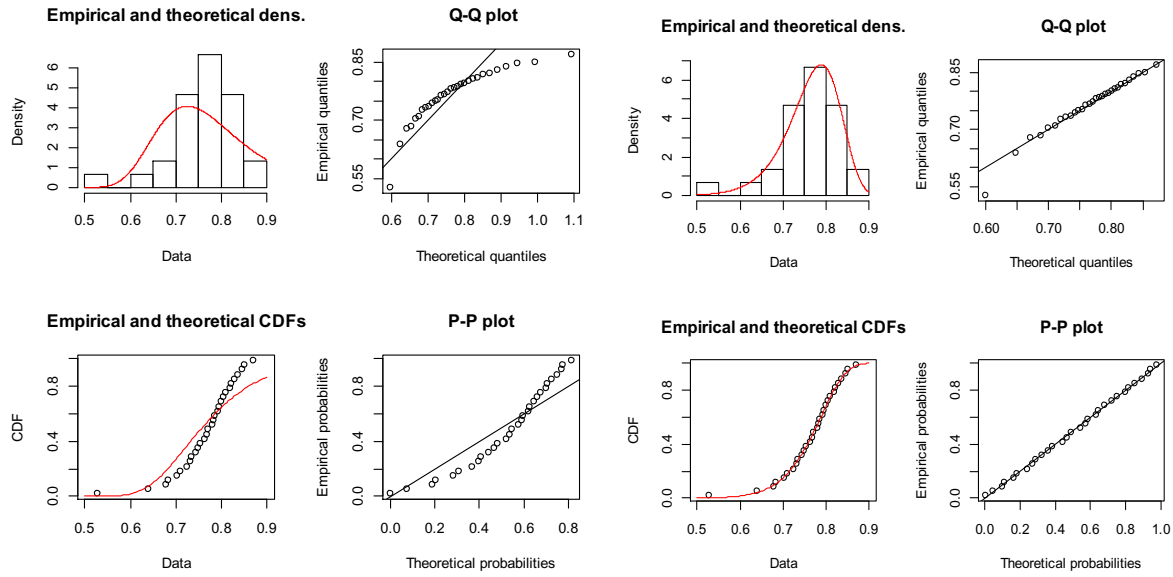 Empirical and theoretical dens.
Density
0 1 2 3 4 5 6
0.5 0.6 0.7 0.8 0.9
Data
Q-Q plot
Empirical quantiles
0.55 0.70 0.85
0.6 0.7 0.8 0.9 1.0 1.1
Theoretical quantiles
Empirical and theoretical dens.
Density
0 2 4 6
0.5 0.6 0.7 0.8 0.9
Data
Q-Q plot
Empirical quantiles
0.55 0.70 0.85
0.60 0.70 0.80
Theoretical quantiles
Empirical and theoretical CDFs
CDF
0.0 0.4 0.8
0.5 0.6 0.7 0.8 0.9
Data
P-P plot
Empirical probabilities
0.0 0.4 0.8
0.0 0.2 0.4 0.6 0.8
Theoretical probabilities
Empirical and theoretical CDFs
CDF
0.0 0.4 0.8
0.5 0.6 0.7 0.8 0.9
Data
P-P plot
Empirical probabilities
0.0 0.4 0.8
0.0 0.2 0.4 0.6 0.8 1.0
Theoretical probabilities